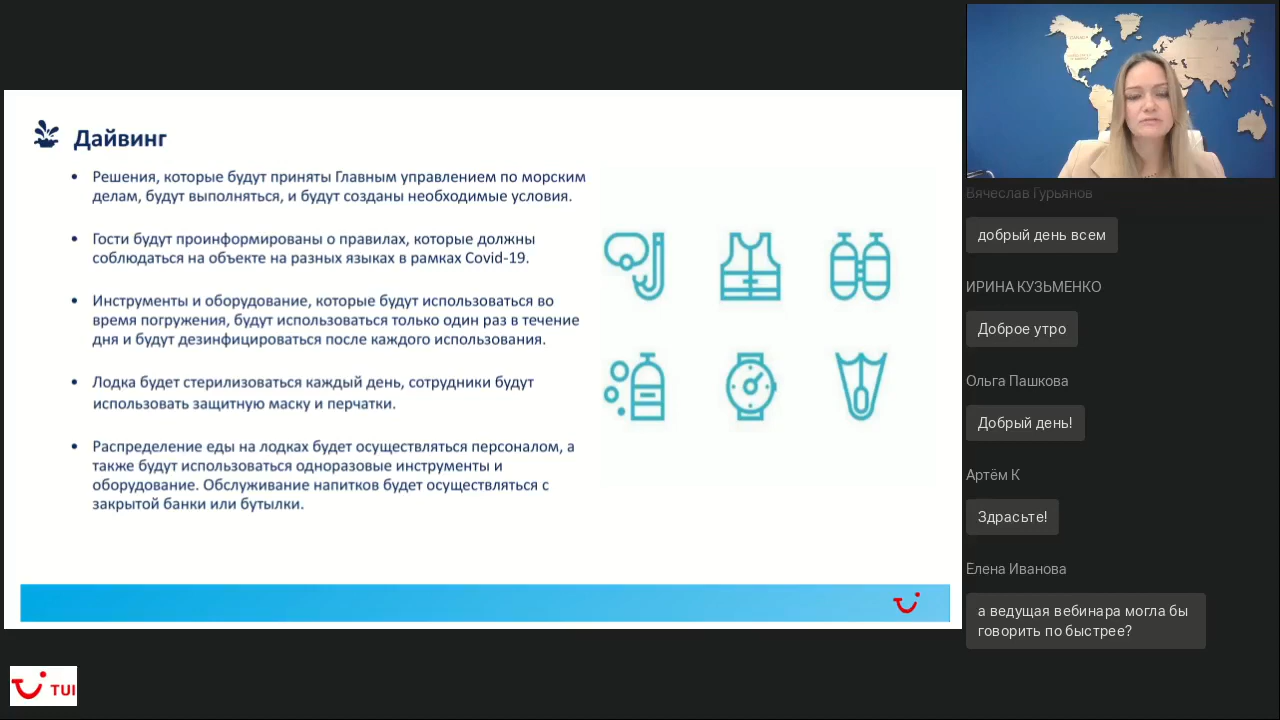 Дайвинг
Решения, которые будут приняты Главным управлением по морским
делам, будут выполняться, и будут созданы необходимые условия.
Гости будут проинформированы о правилах, которые должны
соблюдаться на объекте на разных языках в рамках Covid-19.
Инструменты и оборудование, которые будут использоваться во
время погружения, будут использоваться только один раз в течение
дня и будут дезинфицироваться после каждого использования.
Лодка будет стерилизоваться каждый день, сотрудники будут
использовать защитную маску и перчатки.
Распределение еды на лодках будет осуществляться персоналом, а
также будут использоваться одноразовые инструменты и
оборудование. Обслуживание напитков будет осуществляться с
закрытой банки или бутылки.
TUI
Вячеслав Гурьянов
добрый день всем
ИРИНА КУЗЬМЕНКО
Доброе утро
Ольга Пашкова
Добрый день!
Артём К
Здрасьте!
Елена Иванова
а ведущая вебинара могла бы
говорить по быстрее?